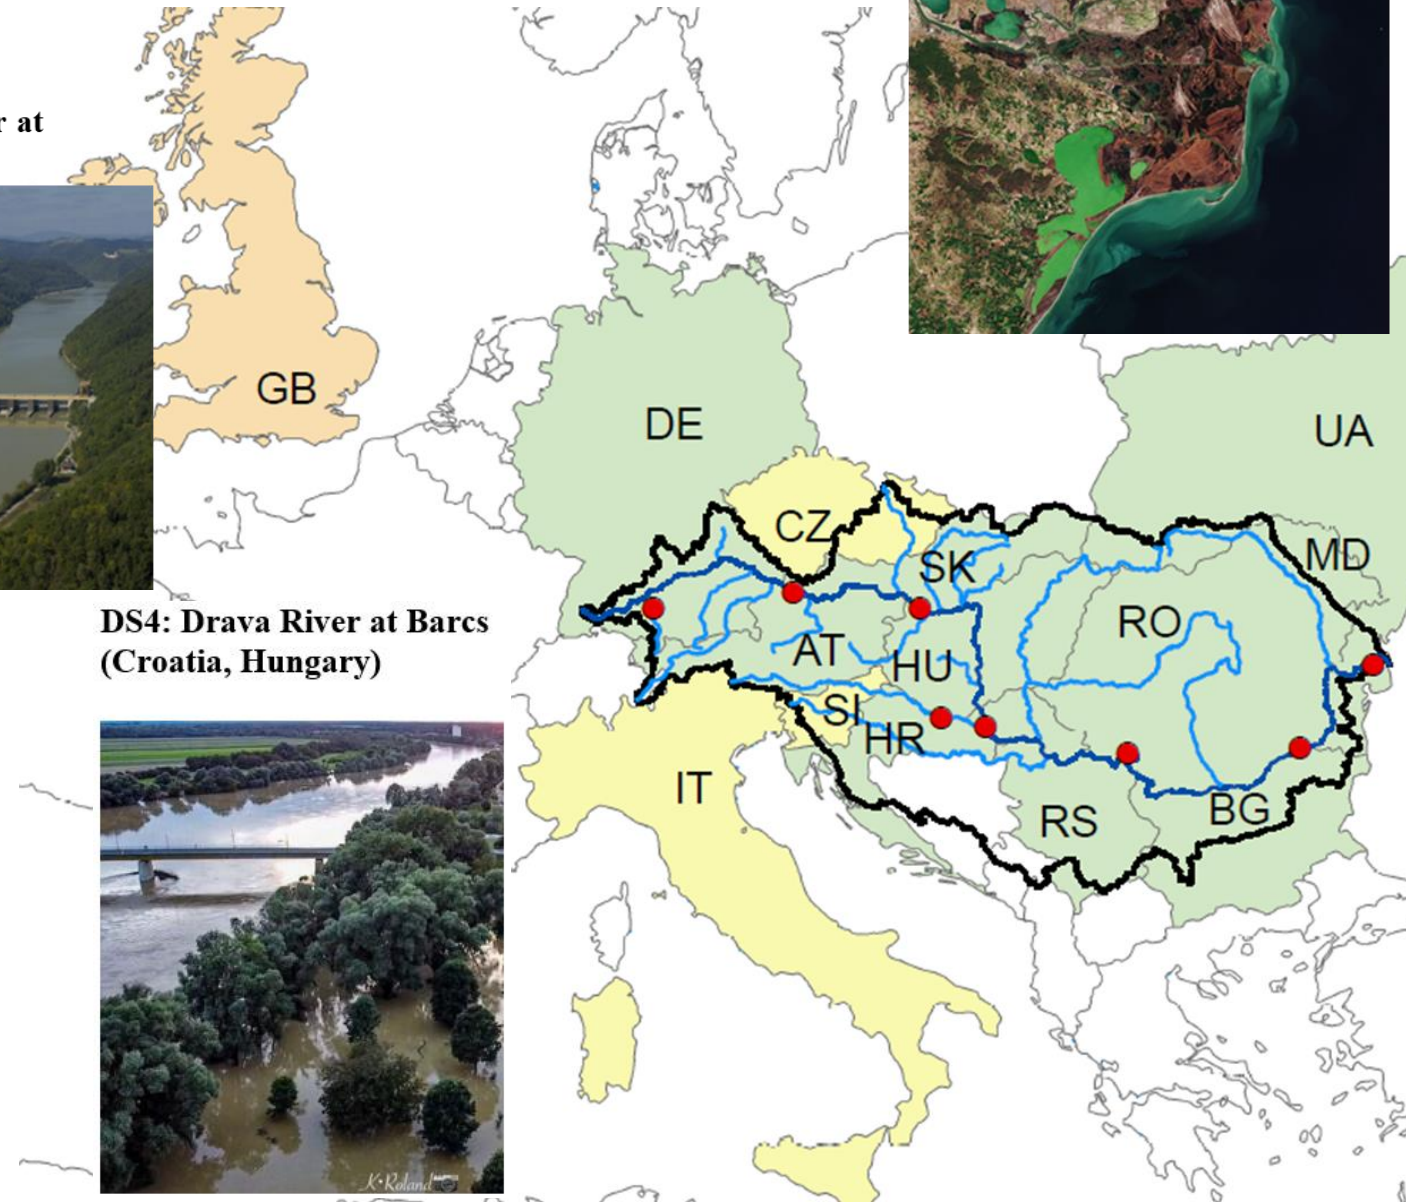 r at
GB
DE
UA
CZ
SK
MD
RO
AT
HU
SI
HR
IT
RS
BG
DS4: Drava River at Barcs
(Croatia, Hungary)
K•Roland